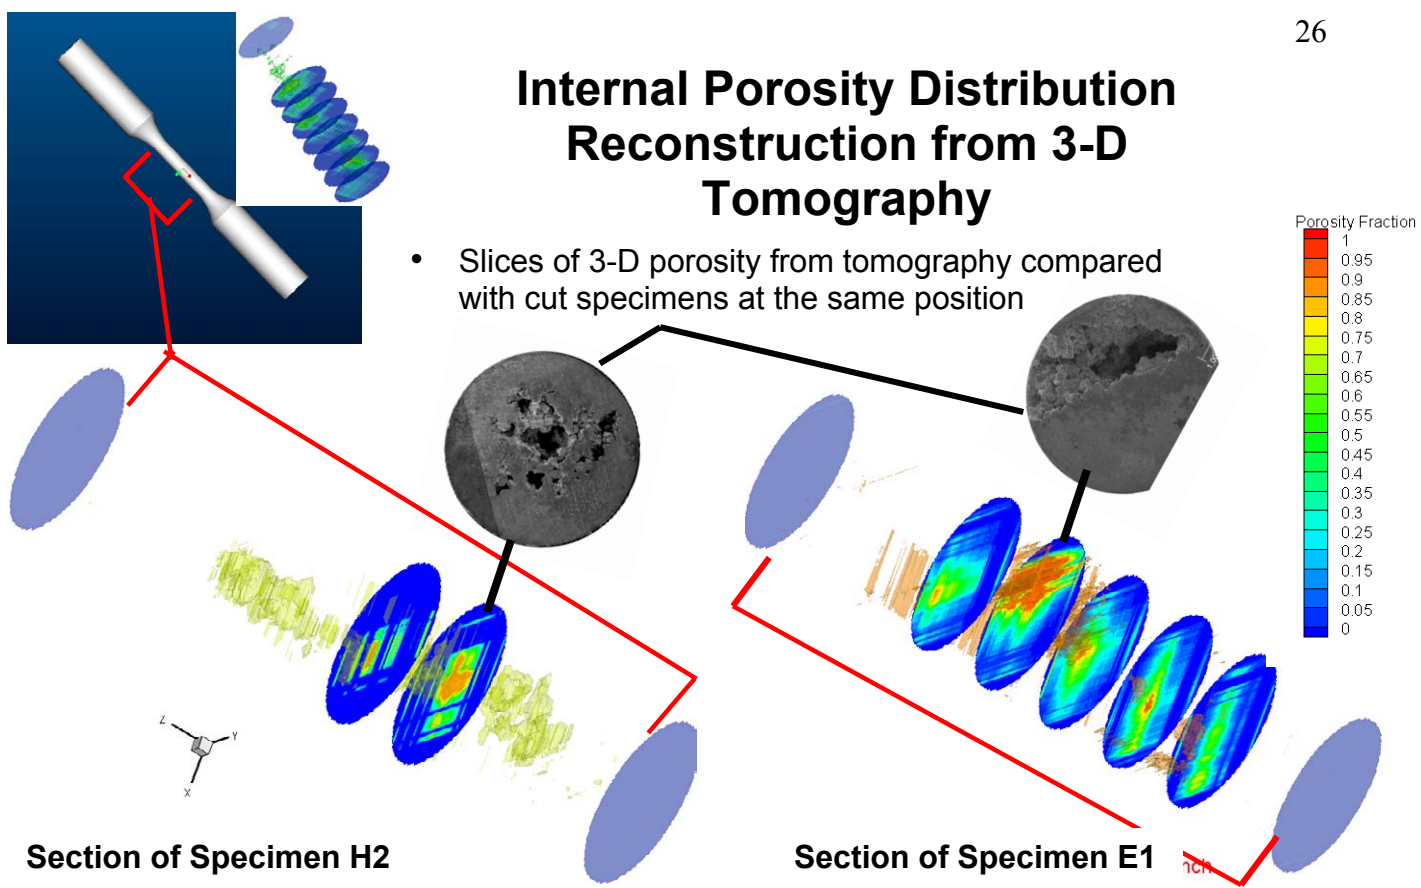 26
Internal Porosity Distribution
Reconstruction from 3-D
Tomography
• Slices of 3-D porosity from tomography compared
with cut specimens at the same position
Porosity Fraction
1
0.95
0.9
0.85
0.8
0.75
0.7
0.65
0.6
0.55
0.5
0.45
0.4
0.35
0.3
0.25
0.2
0.15
0.1
0.05
0
Z
Y
X
Section of Specimen H2
Section of Specimen E1